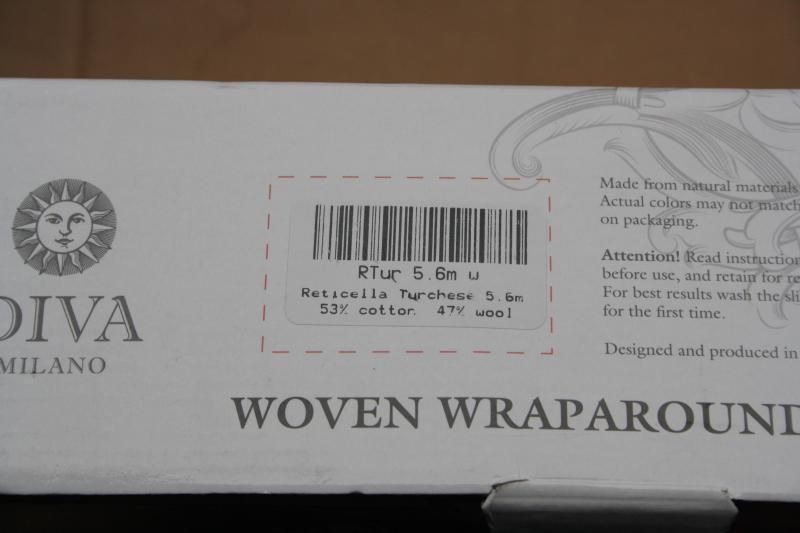 DIVA
MILANO
RTur 5.6m w
Reticella Turchese 5.6m
53% cotton 47% wool
Made from natural materials
Actual colors may not match
on packaging.
Attention! Read instruction
before use, and retain for re
For best results wash the sli
for the first time.
Designed and produced in
WOVEN WRAPAROUND